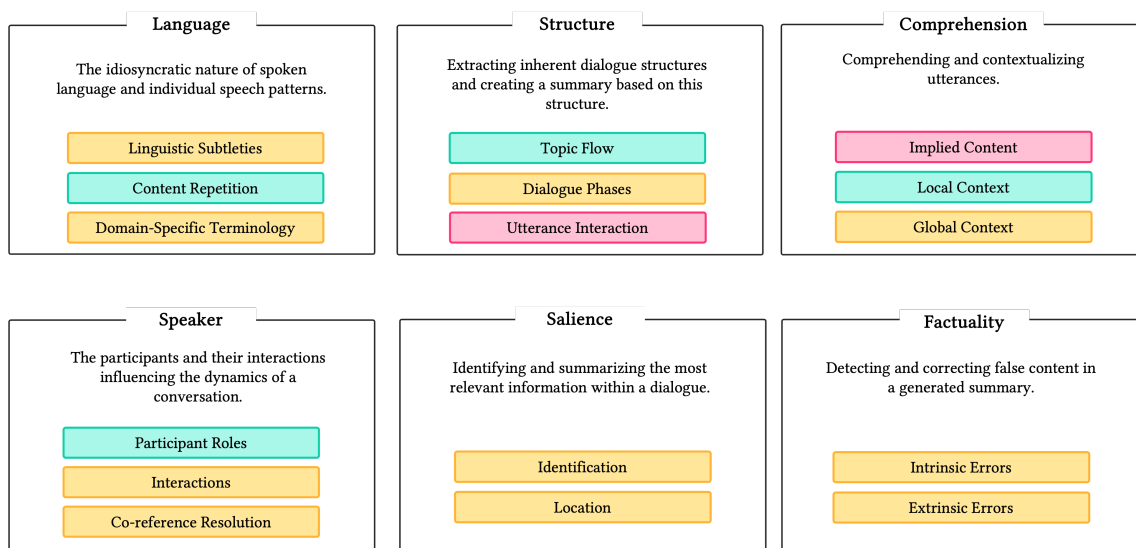 Language
The idiosyncratic nature of spoken
language and individual speech patterns.
Linguistic Subtleties
Content Repetition
Domain-Specific Terminology
Structure
Extracting inherent dialogue structures
and creating a summary based on this
structure.
Topic Flow
Dialogue Phases
Utterance Interaction
Comprehension
Comprehending and contextualizing
utterances.
Implied Content
Local Context
Global Context
Speaker
The participants and their interactions
influencing the dynamics of a
conversation.
Participant Roles
Interactions
Co-reference Resolution
Salience
Identifying and summarizing the most
relevant information within a dialogue.
Identification
Location
Factuality
Detecting and correcting false content in
a generated summary.
Intrinsic Errors
Extrinsic Errors